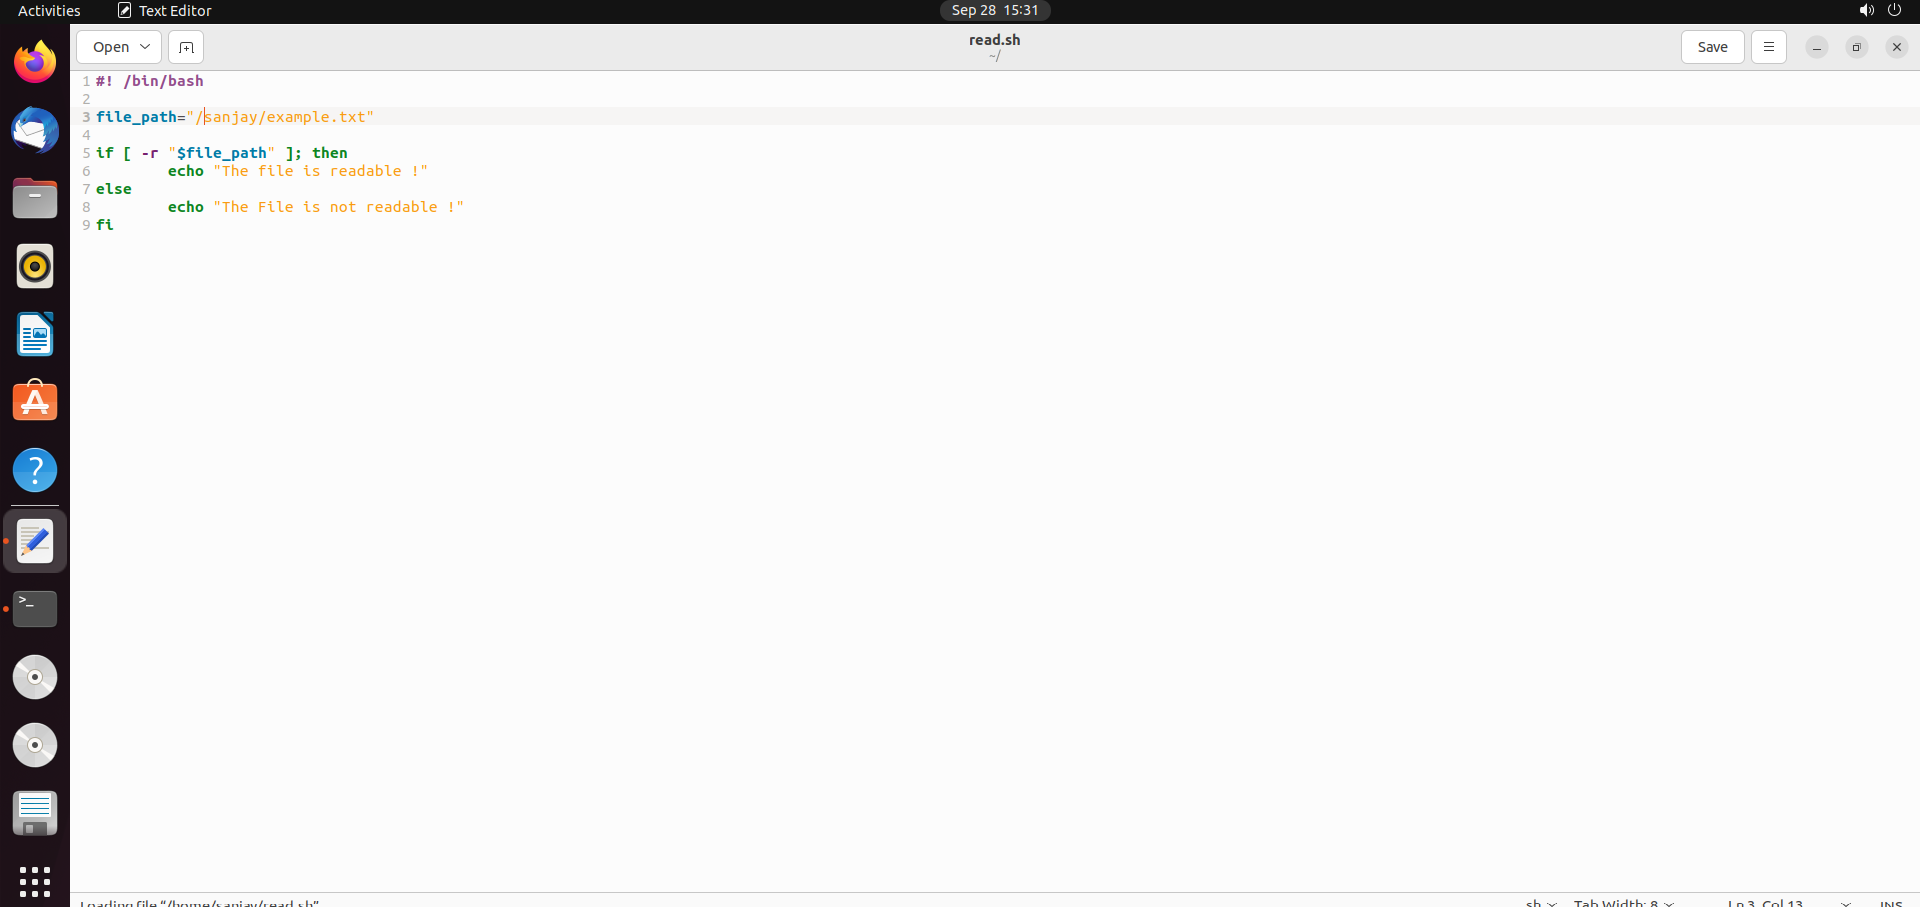 Activities Text Editor Sep 28 15:31
Open read.sh Save
~/
1 #! /bin/bash
2
3 file_path="/sanjay/example.txt"
4
5 if [ -r "$file_path" ]; then
6 echo "The file is readable !"
7 else
8 echo "The File is not readable !"
9 fi
Loading file “/home/sanjay/read.sh” sh Tab Width: 8 Ln 3, Col 13 INS